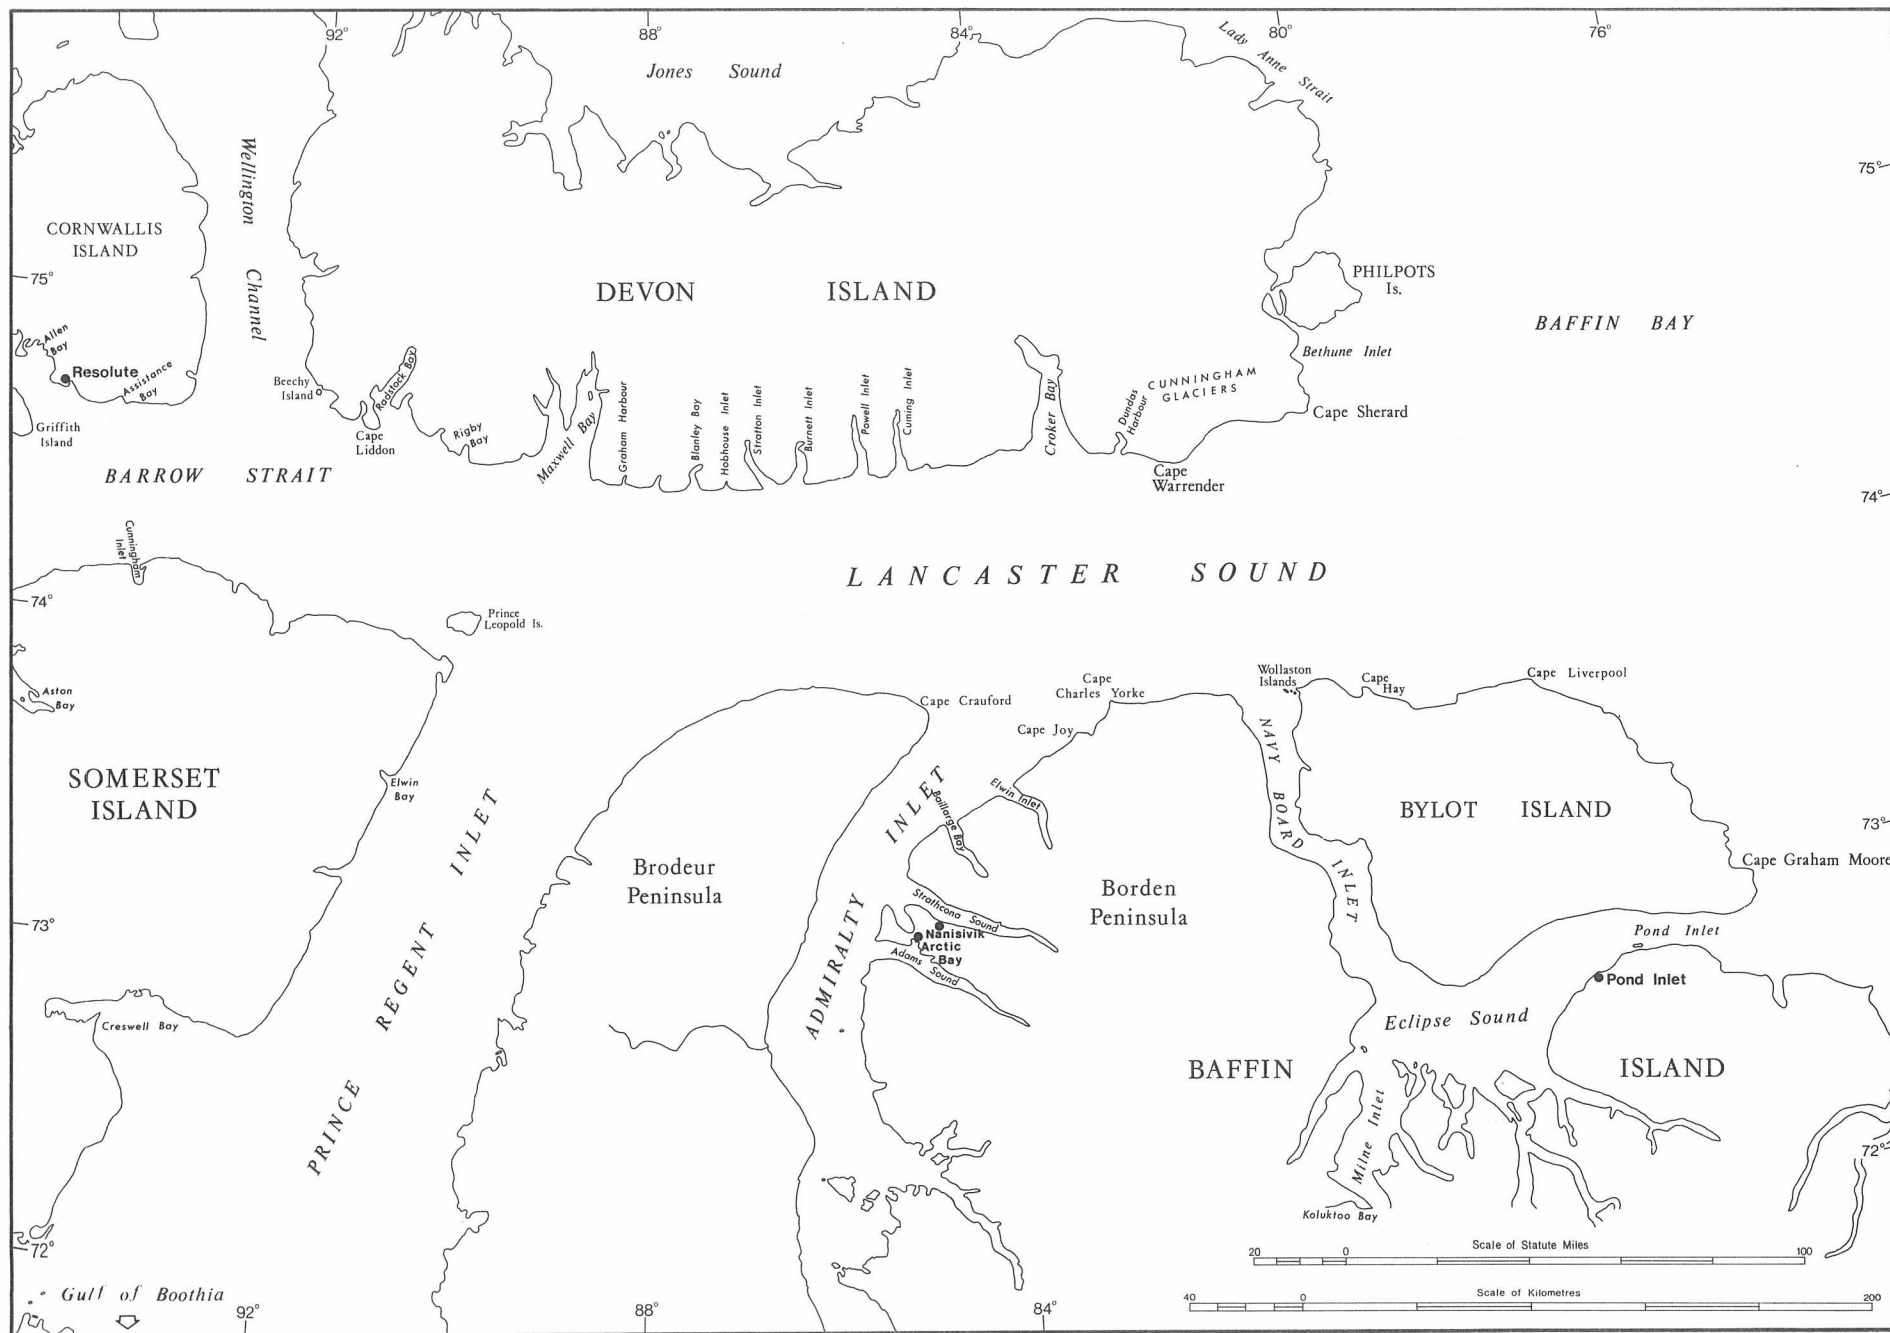 92°
88°
84°
80°
76°
Lady Anne Strait
Jones Sound
Wellington Channel
75°
CORNWALLIS
ISLAND
75°
DEVON ISLAND
PHILPOTS
Is.
BAFFIN BAY
Bethune Inlet
Allen
Bay
Resolute
Assistance
Bay
Griffith
Island
Beechy
Island
Radstock Bay
Cape
Liddon
Rigby
Bay
Maxwell Bay
Graham Harbour
Blanley Bay
Hobhouse Inlet
Stratton Inlet
Burnett Inlet
Powell Inlet
Cuming Inlet
Croker Bay
Dundas
Harbour
CUNNINGHAM
GLACIERS
Cape Sherard
Cape
Warrender
BARROW STRAIT
74°
Cunningham
Inlet
LANCASTER SOUND
74°
Prince
Leopold Is.
Aston
Bay
Cape Crauford
Cape
Charles Yorke
Cape Joy
Wollaston
Islands
Cape
Hay
Cape Liverpool
SOMERSET
ISLAND
Elwin
Bay
PRINCE REGENT INLET
ADMIRALTY INLET
Baillarge Bay
Elwin Inlet
NAVY BOARD INLET
BYLOT ISLAND
73°
Cape Graham Moore
Brodeur
Peninsula
Borden
Peninsula
Strathcona Sound
Nanisivik
Arctic
Bay
Adams Sound
73°
Pond Inlet
Pond Inlet
Creswell Bay
Eclipse Sound
BAFFIN ISLAND
Milne Inlet
72°
Koluktoo Bay
72°
Scale of Statute Miles
20 0 100
Scale of Kilometres
40 0 200
Gulf of Boothia
92°
88°
84°